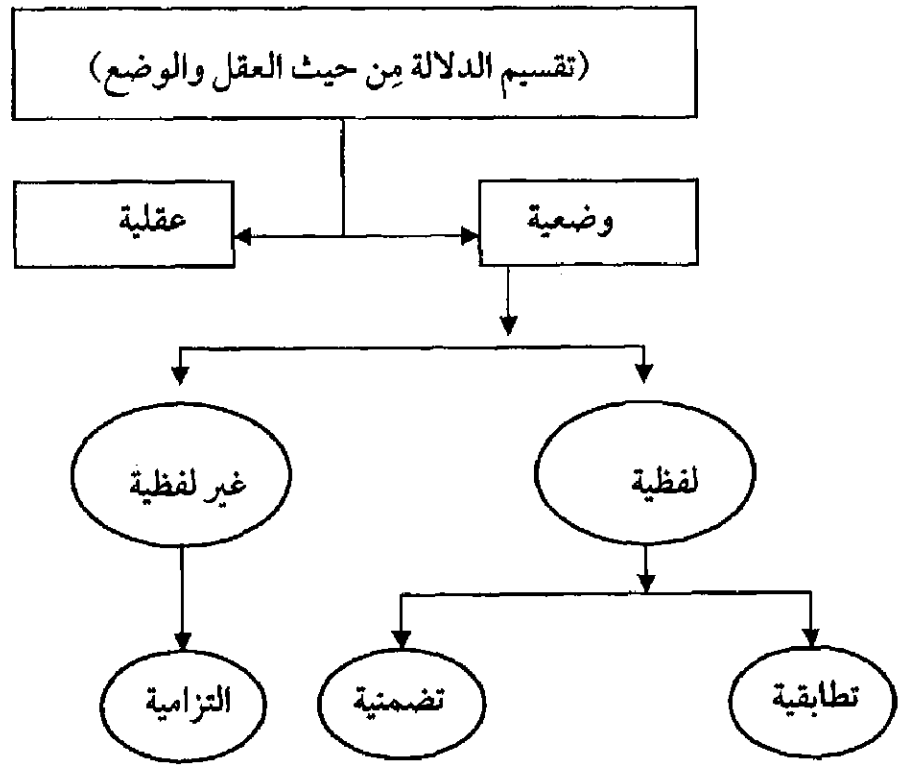 (تقسيم الدلالة مِن حيث العقل والوضع)
وضعية
عقلية
لفظية
غير لفظية
تطابقية
تضمنية
التزامية